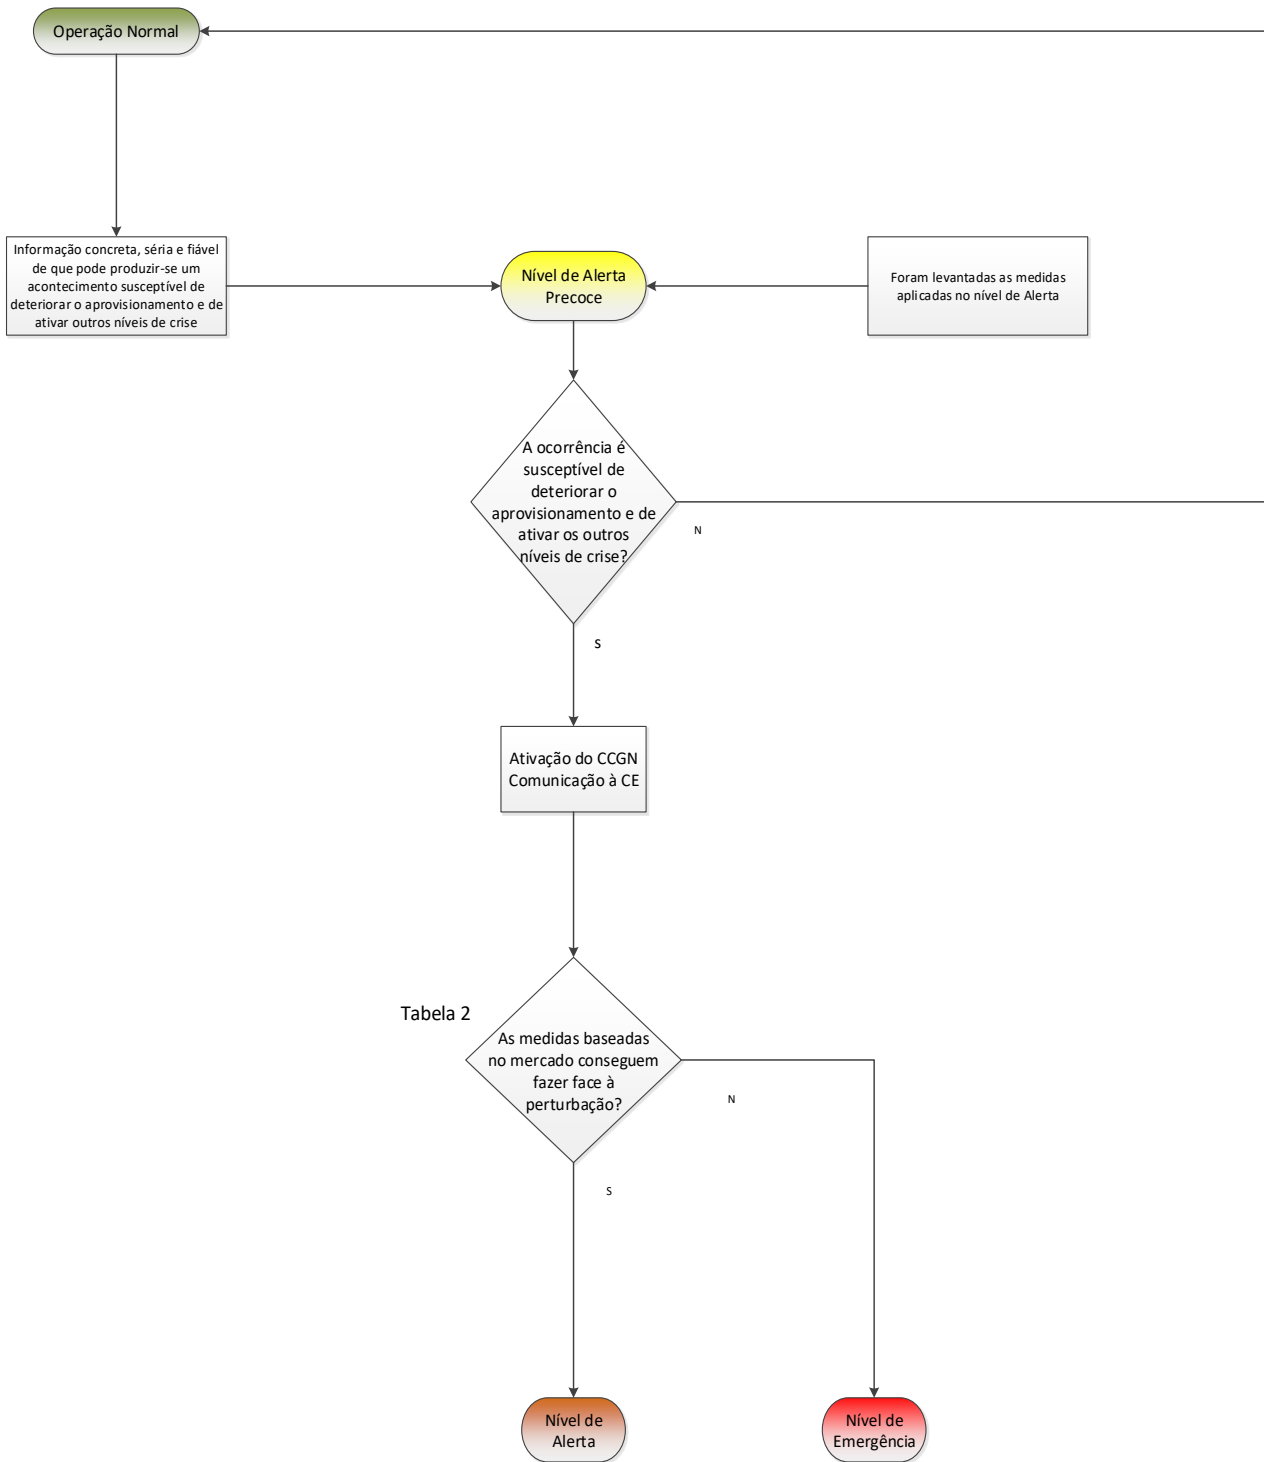 Operação Normal
Informação concreta, séria e fiável
de que pode produzir-se um
acontecimento susceptível de
deteriorar o aprovisionamento e de
ativar outros níveis de crise
Nível de Alerta
Precoce
Foram levantadas as medidas
aplicadas no nível de Alerta
A ocorrência é
susceptível de
deteriorar o
aprovisionamento e de
ativar os outros
níveis de crise?
N
S
Ativação do CCGN
Comunicação à CE
Tabela 2
As medidas baseadas
no mercado conseguem
fazer face à
perturbação?
N
S
Nível de
Alerta
Nível de
Emergência